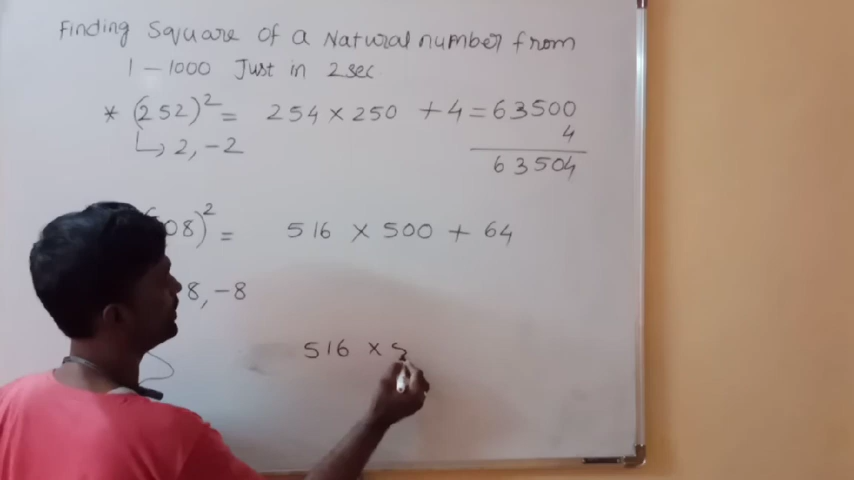 Finding Square of a Natural number from
1 - 1000 Just in 2 sec
* (252)² = 254 × 250 + 4 = 63500
4
↳ 2, -2
63504
08)² = 516 × 500 + 64
8, -8
516 × 5